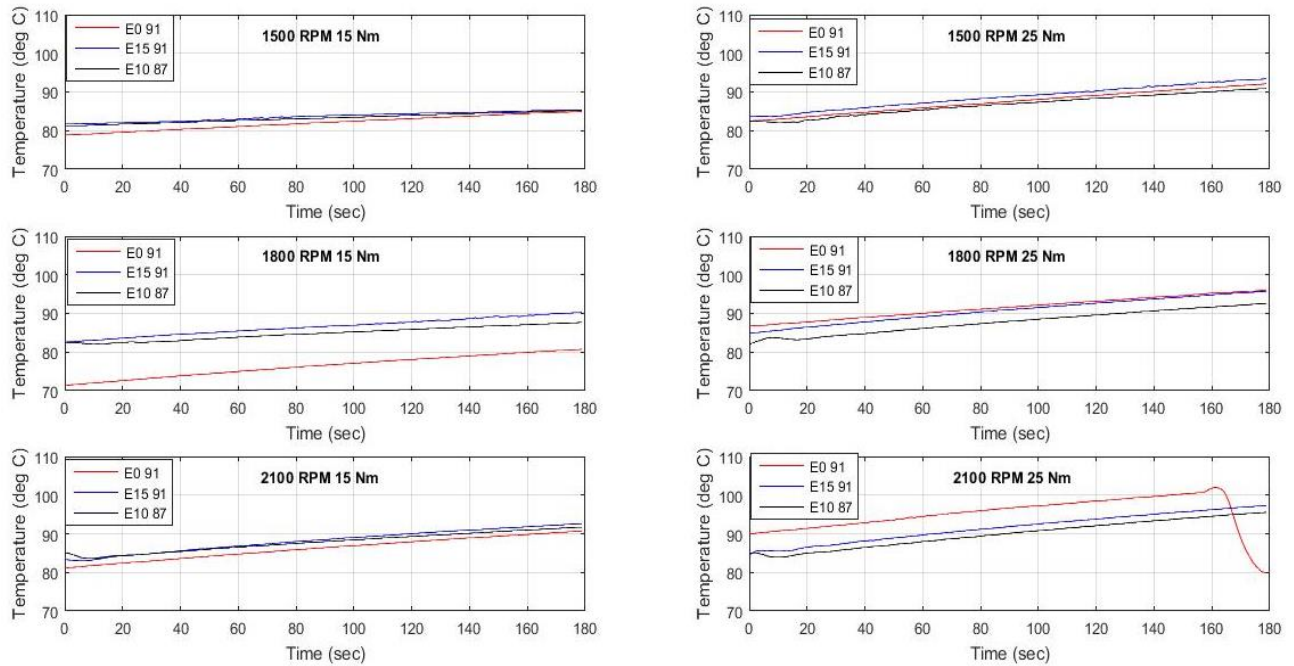 1500 RPM 15 Nm
E0 91
E15 91
E10 87
Temperature (deg C)
110
100
90
80
70
0 20 40 60 80 100 120 140 160 180
Time (sec)
1500 RPM 25 Nm
E0 91
E15 91
E10 87
Temperature (deg C)
110
100
90
80
70
0 20 40 60 80 100 120 140 160 180
Time (sec)
1800 RPM 15 Nm
E0 91
E15 91
E10 87
Temperature (deg C)
110
100
90
80
70
0 20 40 60 80 100 120 140 160 180
Time (sec)
1800 RPM 25 Nm
E0 91
E15 91
E10 87
Temperature (deg C)
110
100
90
80
70
0 20 40 60 80 100 120 140 160 180
Time (sec)
2100 RPM 15 Nm
E0 91
E15 91
E10 87
Temperature (deg C)
110
100
90
80
70
0 20 40 60 80 100 120 140 160 180
Time (sec)
2100 RPM 25 Nm
E0 91
E15 91
E10 87
Temperature (deg C)
110
100
90
80
70
0 20 40 60 80 100 120 140 160 180
Time (sec)